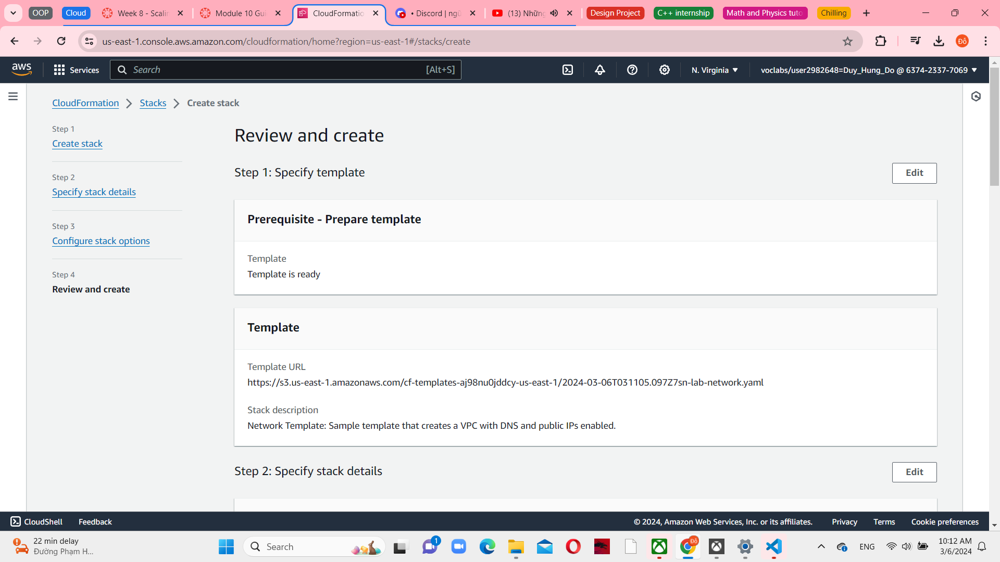 OOP
Cloud
Week 8 - Scalin
Module 10 Gui
CloudFormatio
• Discord | ngũ
(13) Những
Design Project
C++ internship
Math and Physics tuto
Chilling
us-east-1.console.aws.amazon.com/cloudformation/home?region=us-east-1#/stacks/create
Đỗ
aws
Services
Search
[Alt+S]
N. Virginia
voclabs/user2982648=Duy_Hung_Do @ 6374-2337-7069
CloudFormation
Stacks
Create stack
Step 1
Create stack
Step 2
Specify stack details
Step 3
Configure stack options
Step 4
Review and create
Review and create
Step 1: Specify template
Edit
Prerequisite - Prepare template
Template
Template is ready
Template
Template URL
https://s3.us-east-1.amazonaws.com/cf-templates-aj98nu0jddcy-us-east-1/2024-03-06T031105.097Z7sn-lab-network.yaml
Stack description
Network Template: Sample template that creates a VPC with DNS and public IPs enabled.
Step 2: Specify stack details
Edit
CloudShell
Feedback
© 2024, Amazon Web Services, Inc. or its affiliates.
Privacy
Terms
Cookie preferences
22 min delay
Đường Phạm H...
Search
1
Đỗ
ENG
10:12 AM
3/6/2024